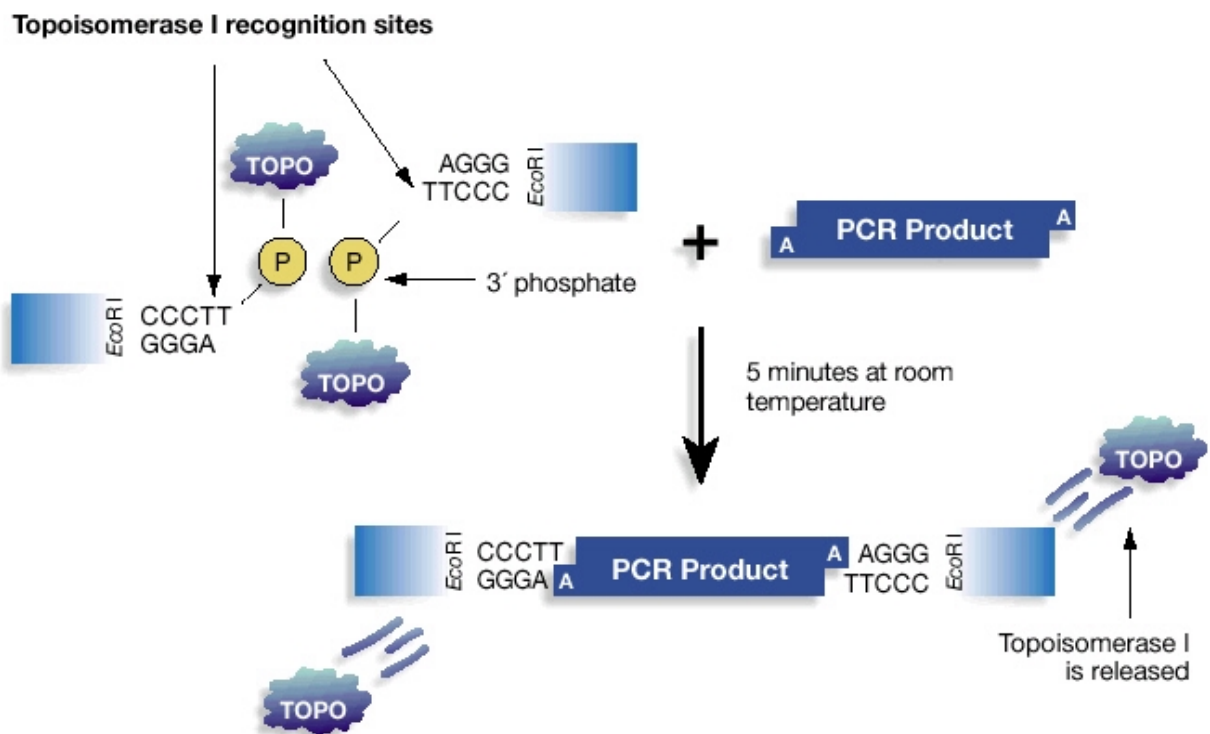 Topoisomerase I recognition sites
TOPO
AGGG
TTCCC
EcoR I
P
P
3´ phosphate
EcoR I
CCCTT
GGGA
TOPO
+
A
PCR Product
A
5 minutes at room
temperature
TOPO
EcoR I
CCCTT
GGGA
A
PCR Product
A
AGGG
TTCCC
EcoR I
TOPO
Topoisomerase I
is released